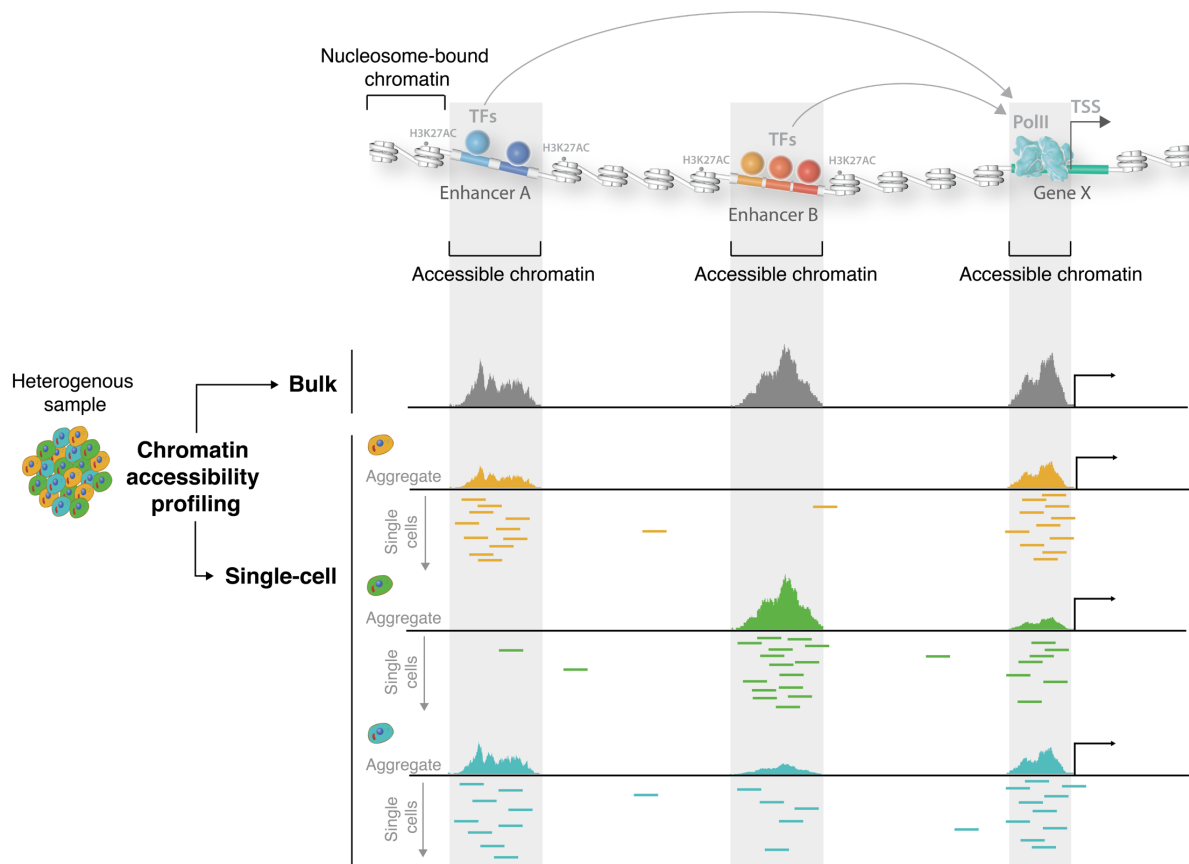 Nucleosome-bound
chromatin
TFs
H3K27AC
H3K27AC
Enhancer A
TFs
H3K27AC
H3K27AC
Enhancer B
PolII
TSS
Gene X
Accessible chromatin
Accessible chromatin
Accessible chromatin
Heterogenous
sample
Chromatin
accessibility
profiling
Bulk
Single-cell
Aggregate
Single
cells
Aggregate
Single
cells
Aggregate
Single
cells